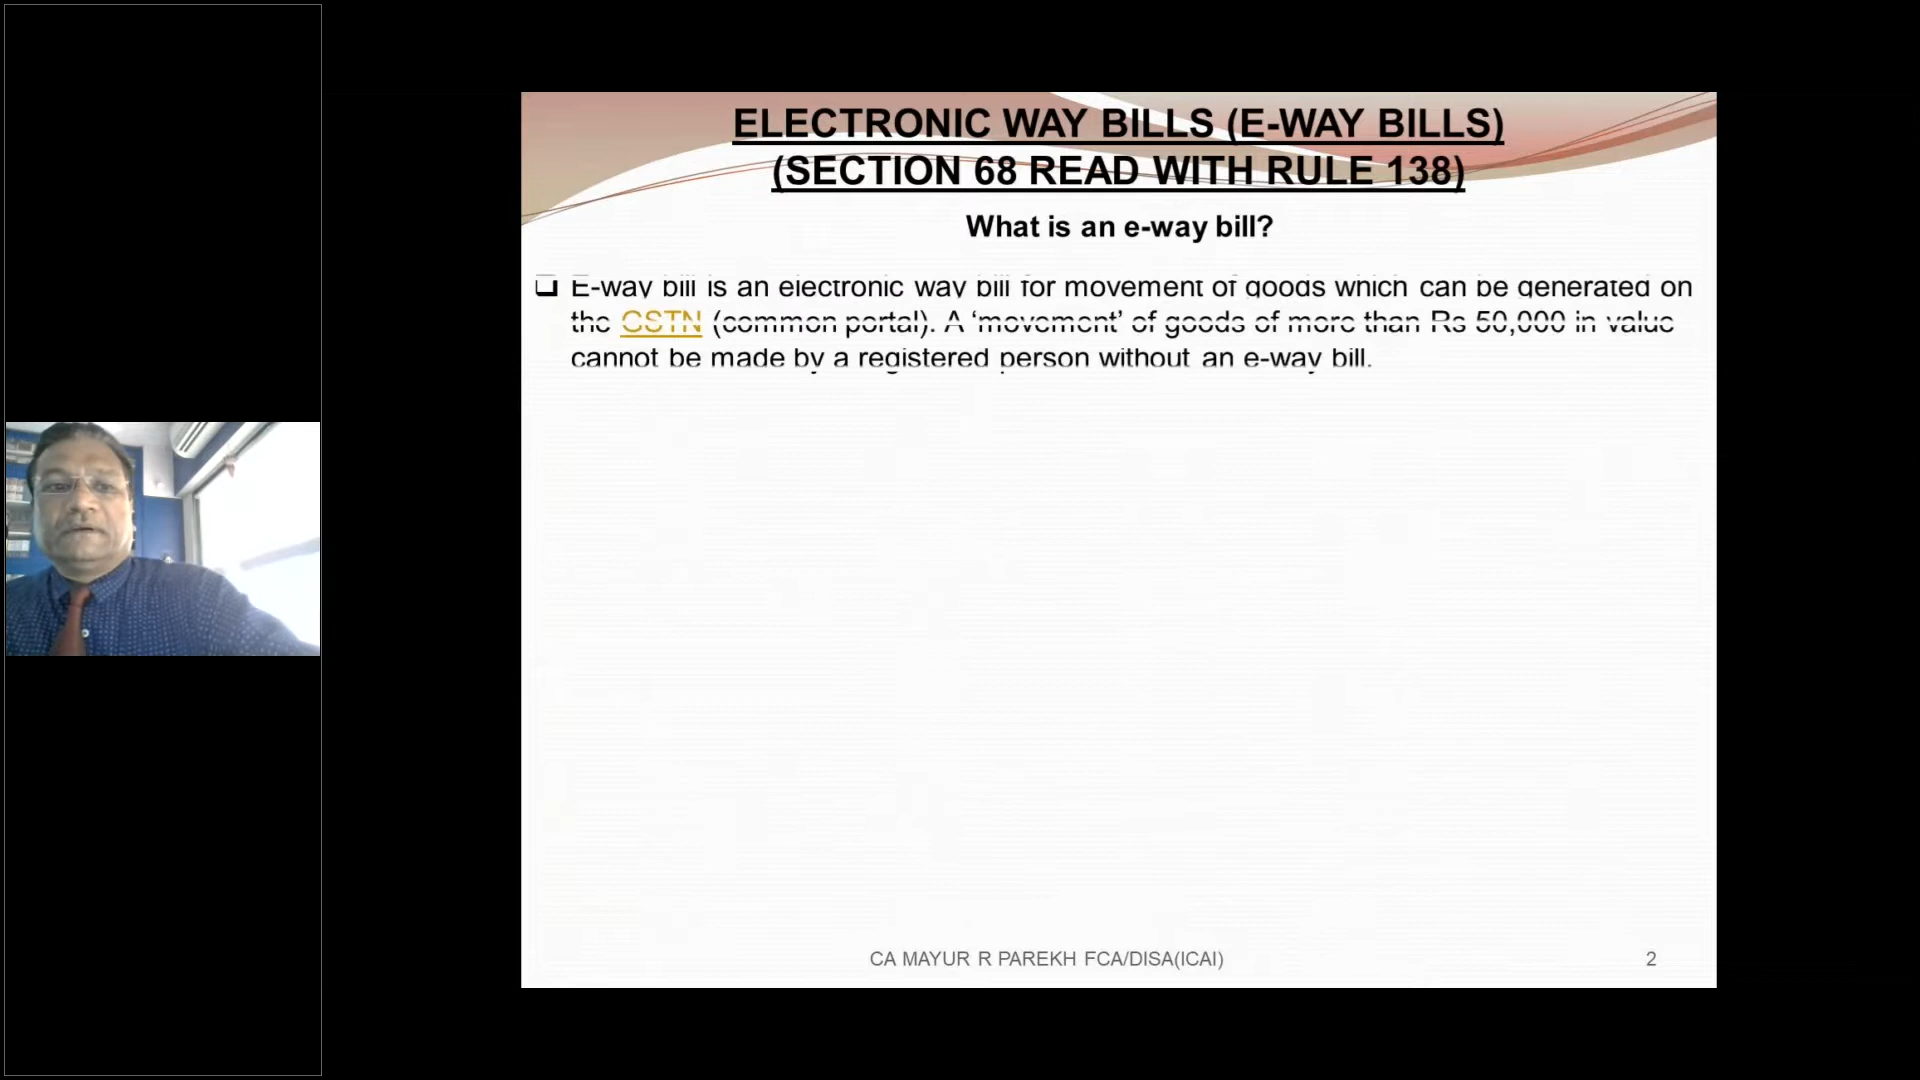 ELECTRONIC WAY BILLS (E-WAY BILLS)
(SECTION 68 READ WITH RULE 138)
What is an e-way bill?
❑ E-way bill is an electronic way bill for movement of goods which can be generated on
the GSTN (common portal). A ‘movement’ of goods of more than Rs 50,000 in value
cannot be made by a registered person without an e-way bill.
CA MAYUR R PAREKH FCA/DISA(ICAI)
2